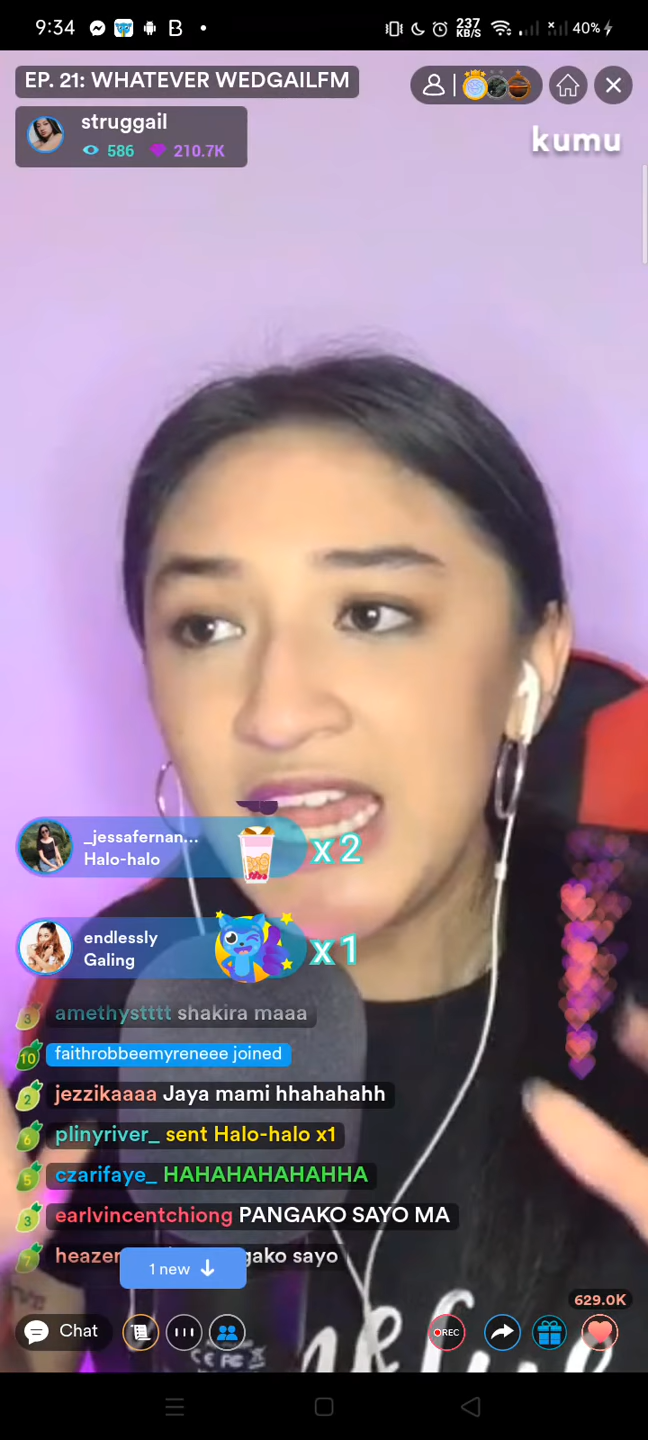 9:34
B
237
KB/S
40%
EP. 21: WHATEVER WEDGAILFM
struggail
586
210.7K
kumu
_jessafernan...
Halo-halo
x 2
endlessly
Galing
x 1
3 amethystttt shakira maaa
10 faithrobbeemyreneee joined
2 jezzikaaaa Jaya mami hhahahahh
6 plinyriver_ sent Halo-halo x1
5 czarifaye_ HAHAHAHAHAHHA
3 earlvincentchiong PANGAKO SAYO MA
7 heazer gako sayo
1 new
629.0K
Chat
REC